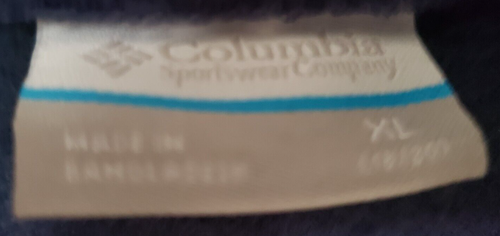 Columbia
Sportswear Company
XL
MADE IN
BANGLADESH